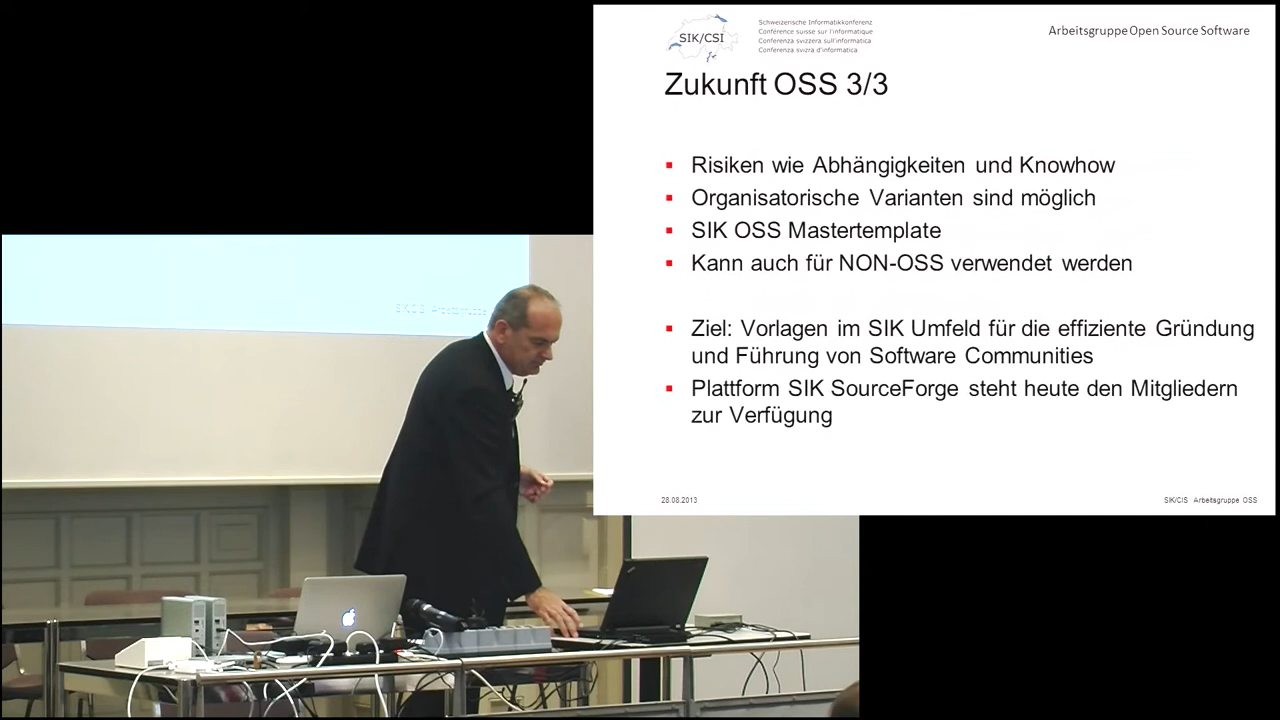 SIK/CSI
Schweizerische Informatikkonferenz
Conférence suisse sur l'informatique
Conferenza svizzera sull'informatica
Conferenza svizra d'informatica
Arbeitsgruppe Open Source Software
Zukunft OSS 3/3
Risiken wie Abhängigkeiten und Knowhow
Organisatorische Varianten sind möglich
SIK OSS Mastertemplate
Kann auch für NON-OSS verwendet werden
Ziel: Vorlagen im SIK Umfeld für die effiziente Gründung
und Führung von Software Communities
Plattform SIK SourceForge steht heute den Mitgliedern
zur Verfügung
28.08.2013
SIK/CIS Arbeitsgruppe OSS